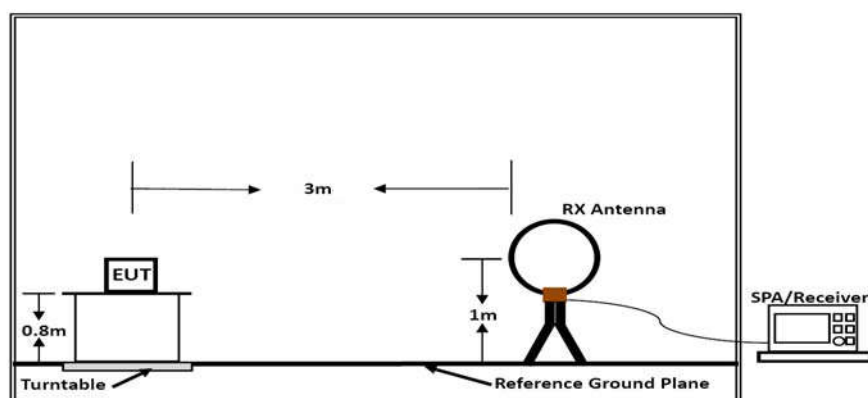 3m
RX Antenna
EUT
SPA/Receiver
0.8m
1m
Turntable
Reference Ground Plane